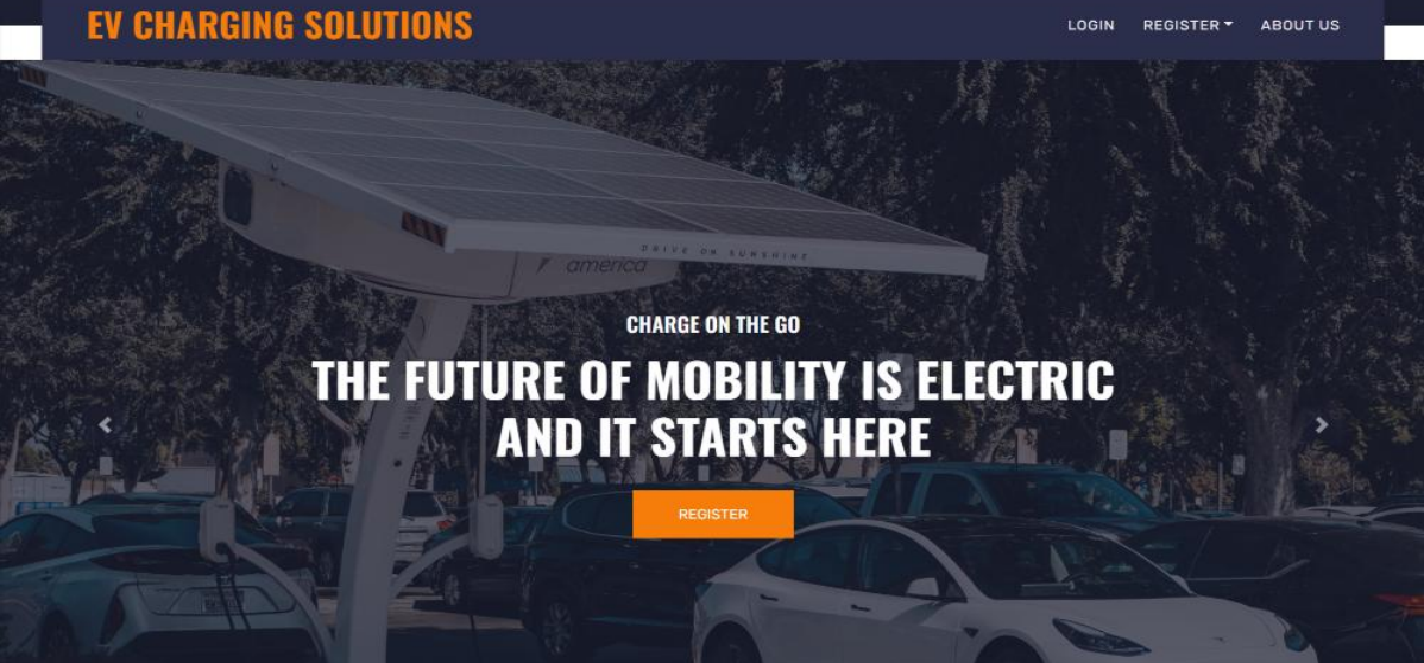 EV CHARGING SOLUTIONS
LOGIN REGISTER ABOUT US
DRIVE ON SUNSHINE
america
CHARGE ON THE GO
THE FUTURE OF MOBILITY IS ELECTRIC
AND IT STARTS HERE
REGISTER